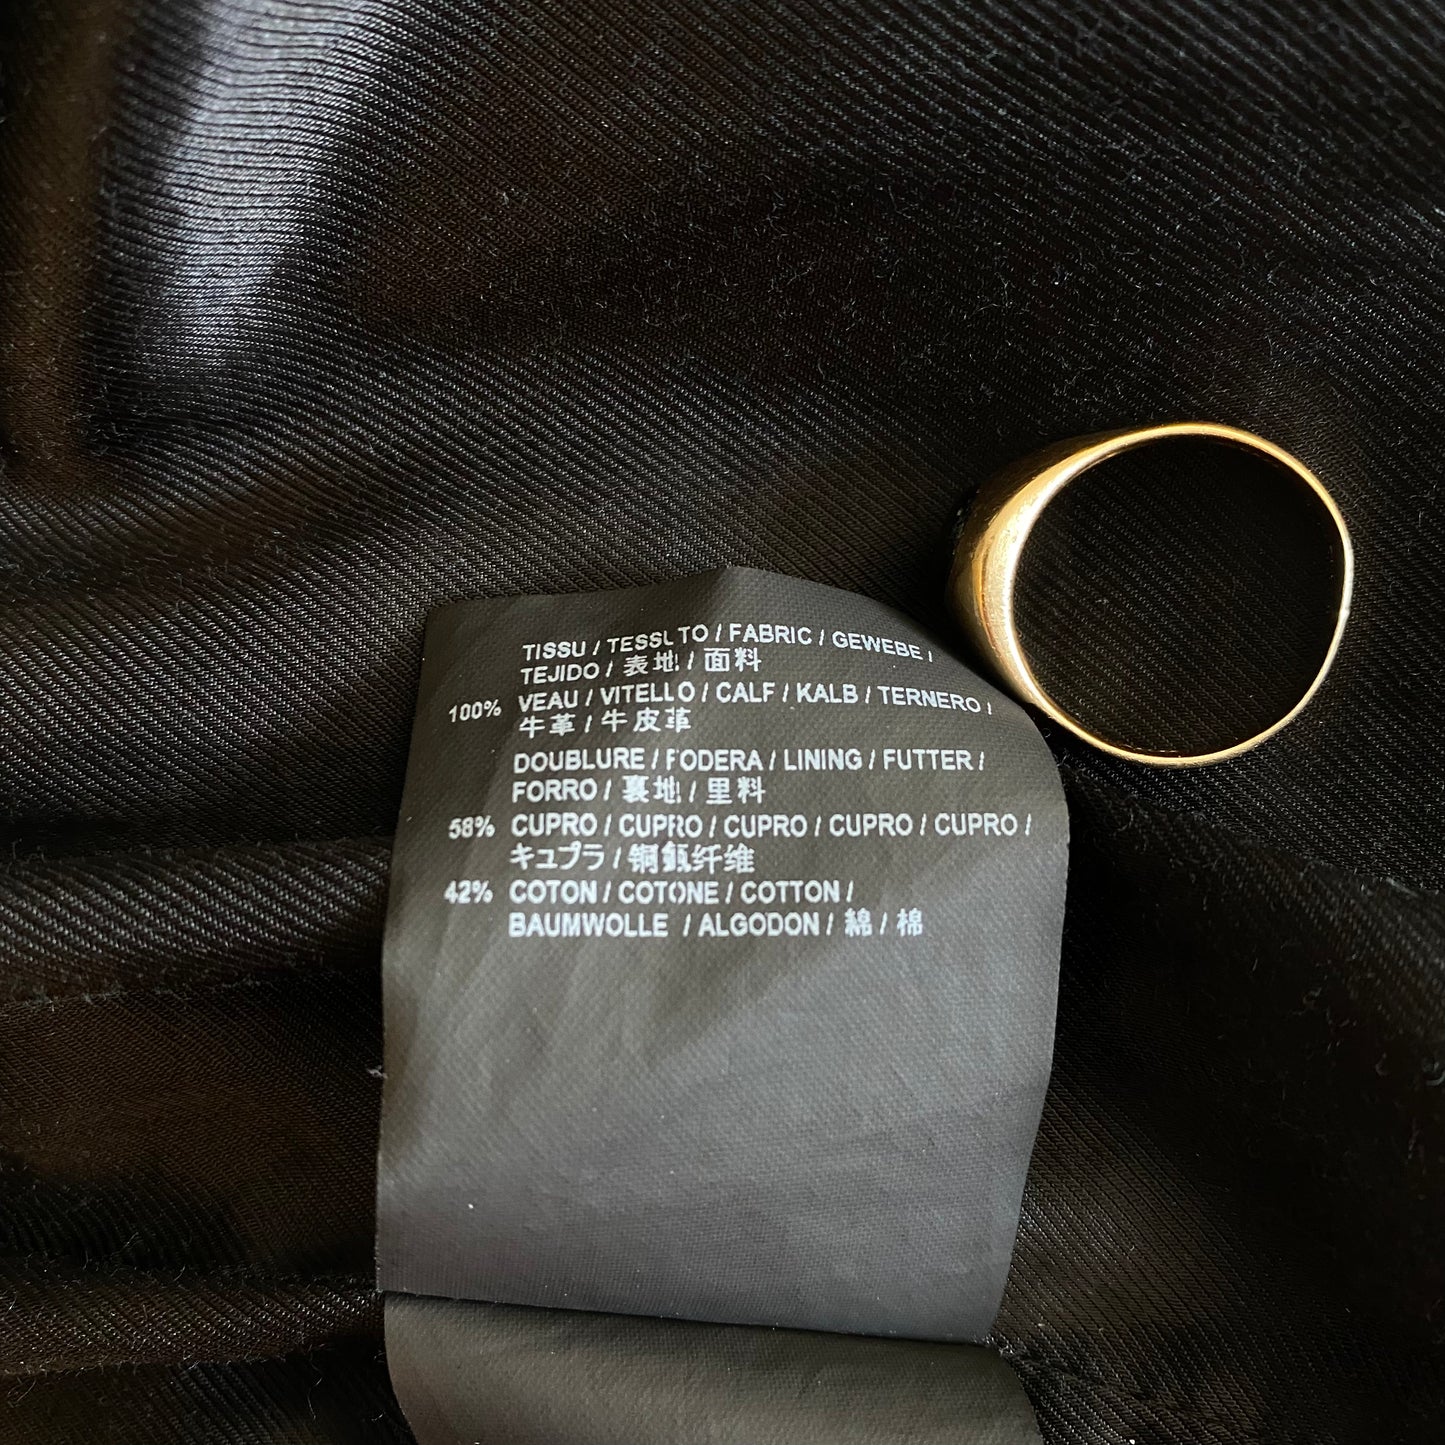 TISSU / TESSUTO / FABRIC / GEWEBE /
TEJIDO / 表地 / 面料
100% VEAU / VITELLO / CALF / KALB / TERNERO /
牛革 / 牛皮革
DOUBLURE / FODERA / LINING / FUTTER /
FORRO / 裏地 / 里料
58% CUPRO / CUPRO / CUPRO / CUPRO / CUPRO /
キュプラ / 铜氨纤维
42% COTON / COTONE / COTTON /
BAUMWOLLE / ALGODON / 綿 / 棉